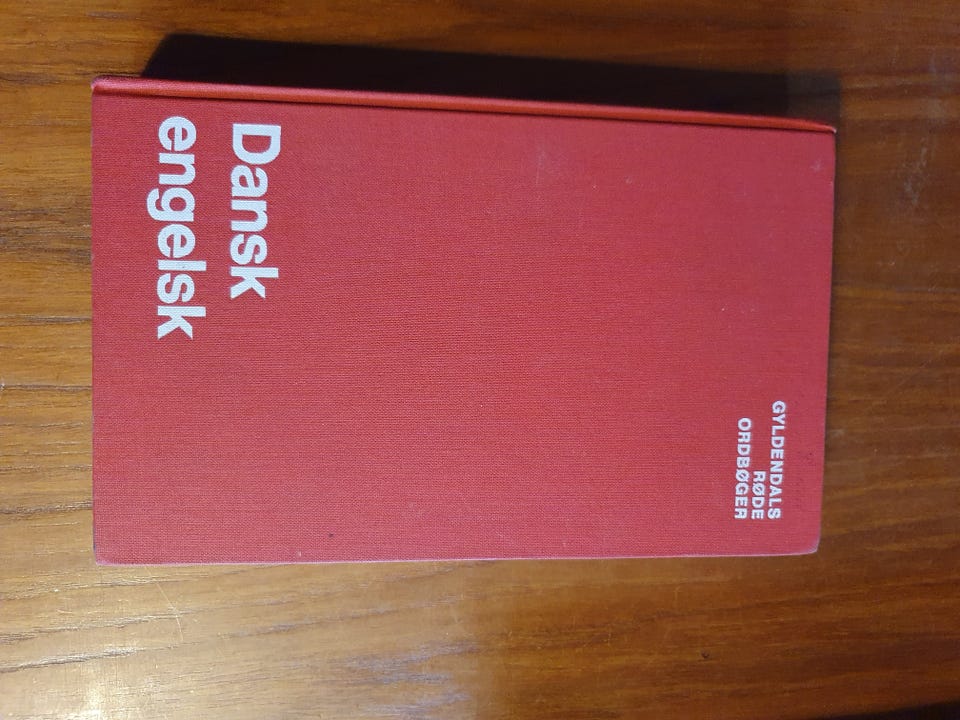 Dansk
engelsk
GYLDENDALS
RØDE
ORDBØGER